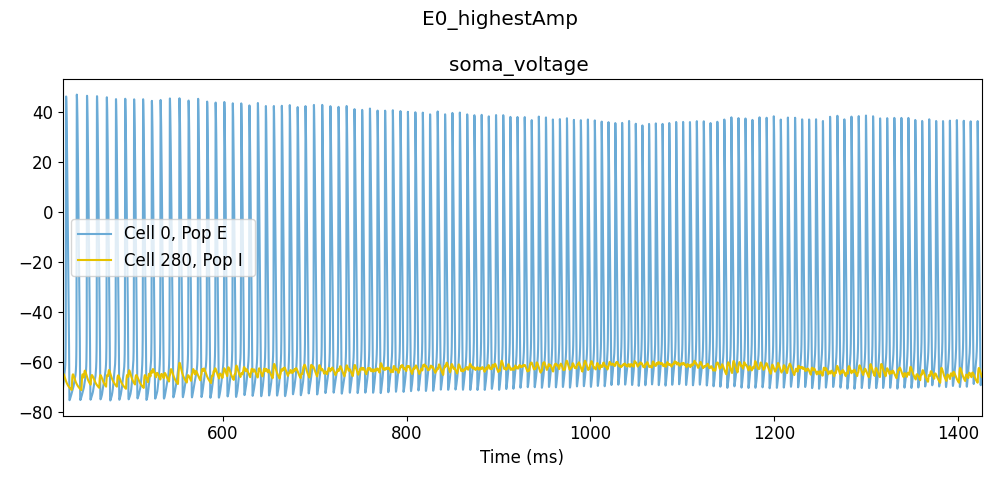 E0_highestAmp
soma_voltage
40
20
0
−20
−40
−60
−80
Cell 0, Pop E
Cell 280, Pop I
600
800
1000
1200
1400
Time (ms)